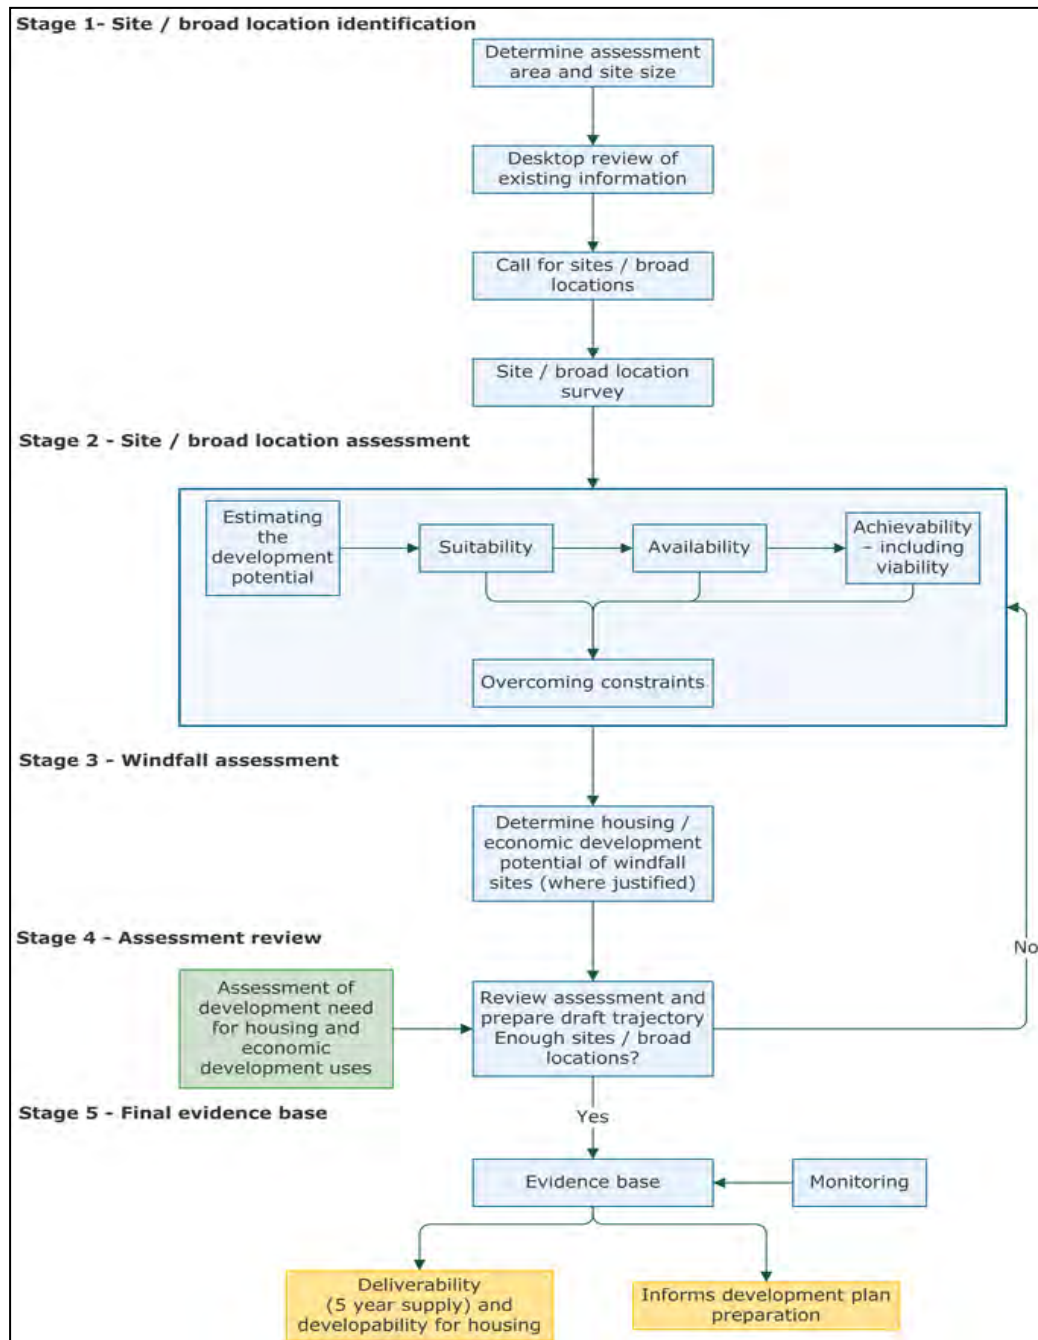 Stage 1- Site / broad location identification
Determine assessment
area and site size
Desktop review of
existing information
Call for sites / broad
locations
Site / broad location
survey
Stage 2 - Site / broad location assessment
Estimating
the
development
potential
Suitability
Availability
Achievability
– including
viability
Overcoming constraints
Stage 3 - Windfall assessment
Determine housing /
economic development
potential of windfall
sites (where justified)
Stage 4 - Assessment review
No
Assessment of
development need
for housing and
economic
development uses
Review assessment and
prepare draft trajectory
Enough sites / broad
locations?
Stage 5 - Final evidence base
Yes
Evidence base
Monitoring
Deliverability
(5 year supply) and
developability for housing
Informs development plan
preparation